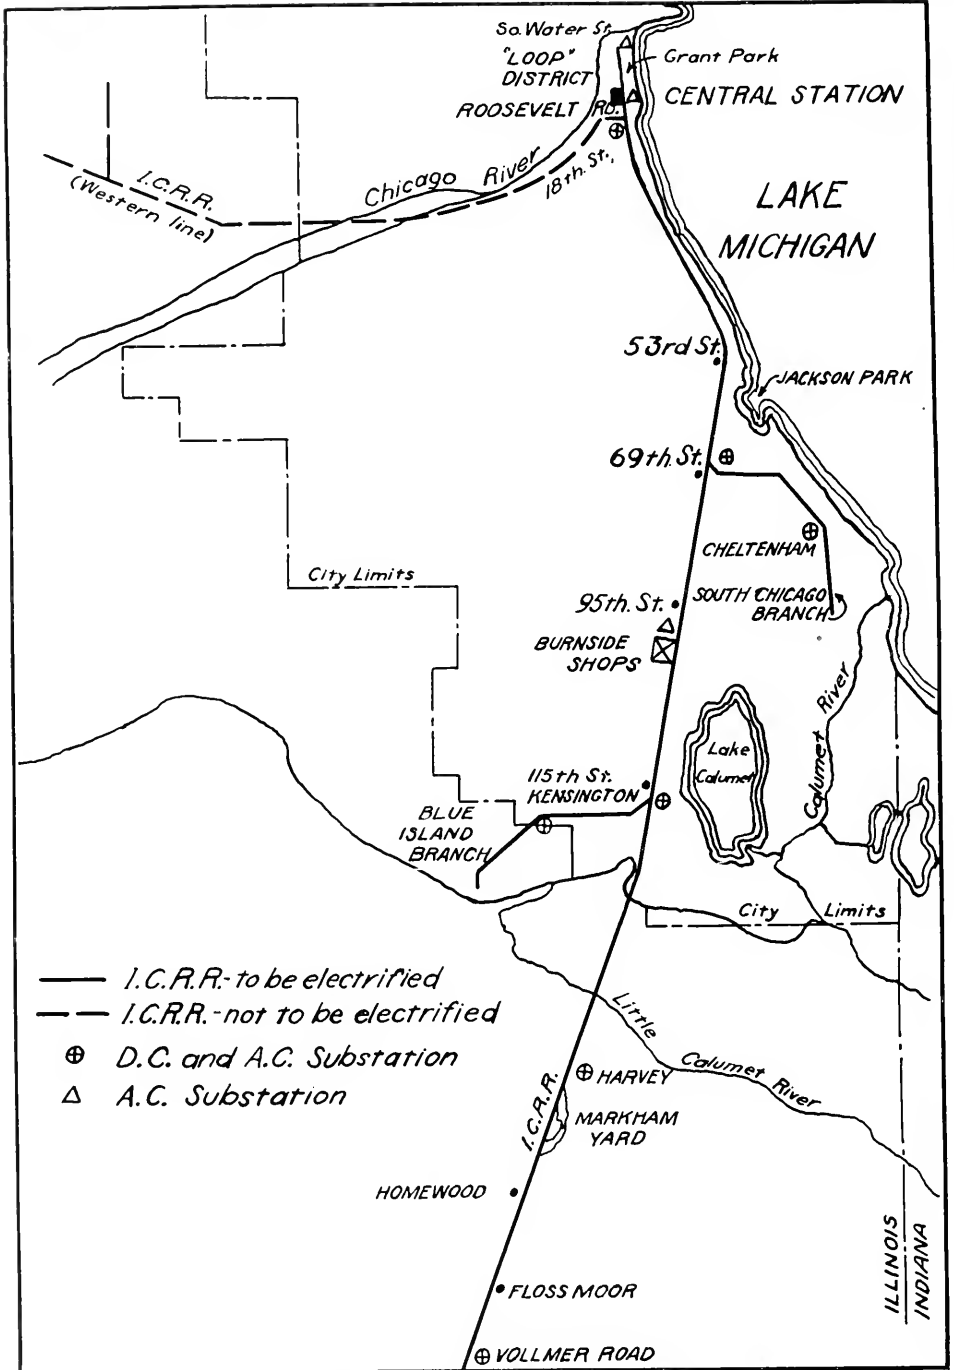 So. Water St.
"LOOP"
DISTRICT
Grant Park
CENTRAL STATION
ROOSEVELT RD.
18th. St.
Chicago River
I.C.R.R.
(Western line)
LAKE
MICHIGAN
53rd St.
JACKSON PARK
69th. St.
CHELTENHAM
City Limits
95th. St.
SOUTH CHICAGO
BRANCH
BURNSIDE
SHOPS
Calumet River
Lake
Calumet
115th St.
KENSINGTON
BLUE
ISLAND
BRANCH
City Limits
I.C.R.R.-to be electrified
I.C.R.R.-not to be electrified
D.C. and A.C. Substation
A.C. Substation
Little Calumet River
HARVEY
I.C.R.R.
MARKHAM
YARD
HOMEWOOD
ILLINOIS
INDIANA
FLOSSMOOR
VOLLMER ROAD